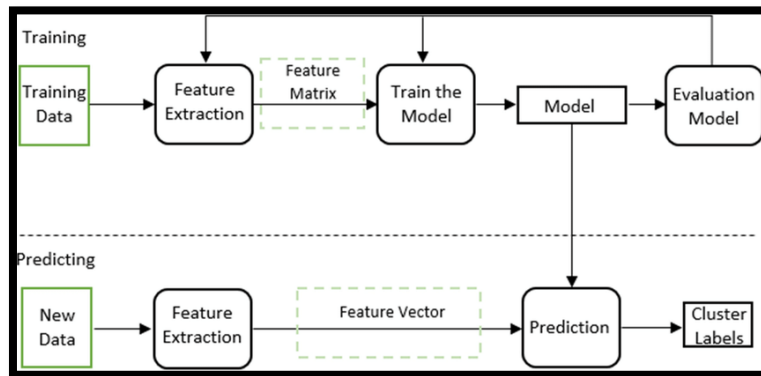 Training
Training
Data
Feature
Extraction
Feature
Matrix
Train the
Model
Model
Evaluation
Model
Predicting
New
Data
Feature
Extraction
Feature Vector
Prediction
Cluster
Labels